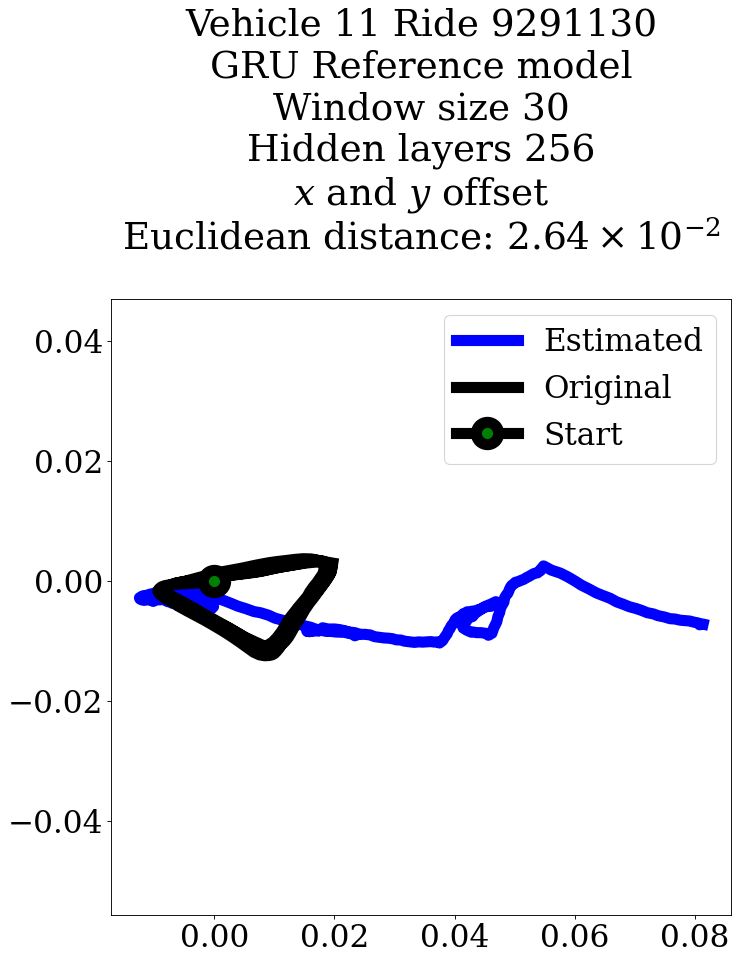 Vehicle 11 Ride 9291130
GRU Reference model
Window size 30
Hidden layers 256
x and y offset
Euclidean distance: 2.64 × 10⁻²
Estimated
Original
Start
0.04
0.02
0.00
−0.02
−0.04
0.00 0.02 0.04 0.06 0.08